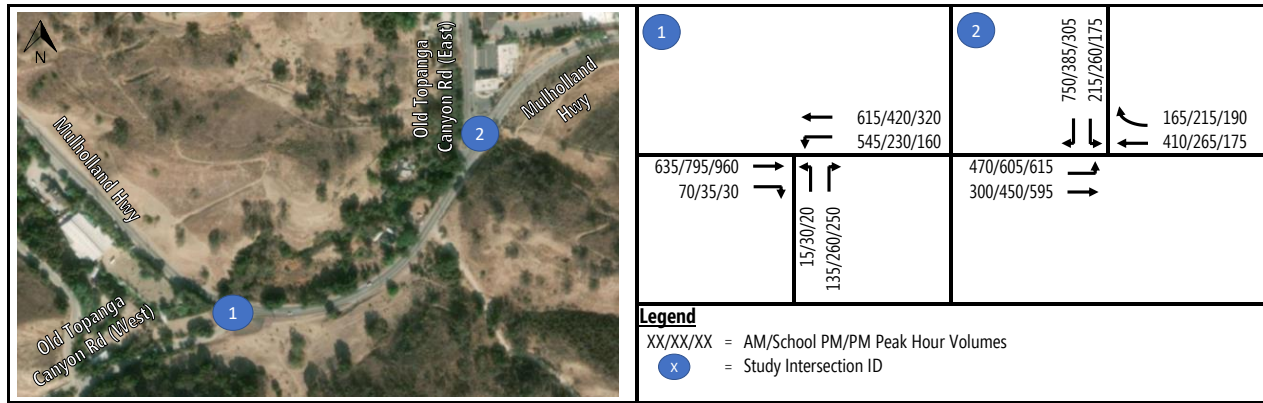 N
Old Topanga
Canyon Rd (East)
Mulholland
Hwy
2
Mulholland Hwy
1
Old Topanga
Canyon Rd (West)
1
615/420/320
545/230/160
635/795/960
70/35/30
15/30/20
135/260/250
2
750/385/305
215/260/175
165/215/190
410/265/175
470/605/615
300/450/595
Legend
XX/XX/XX = AM/School PM/PM Peak Hour Volumes
X = Study Intersection ID